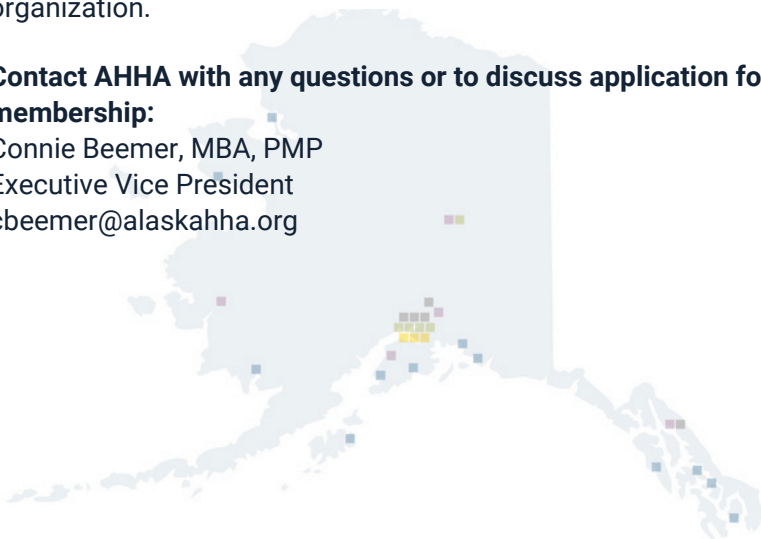 organization.
Contact AHHA with any questions or to discuss application fo
membership:
Connie Beemer, MBA, PMP
Executive Vice President
cbeemer@alaskahha.org